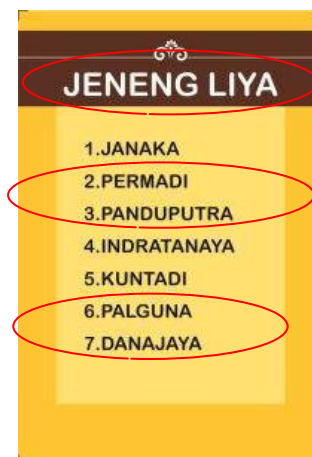 JENENG LIYA
1.JANAKA
2.PERMADI
3.PANDUPUTRA
4.INDRATANAYA
5.KUNTADI
6.PALGUNA
7.DANAJAYA